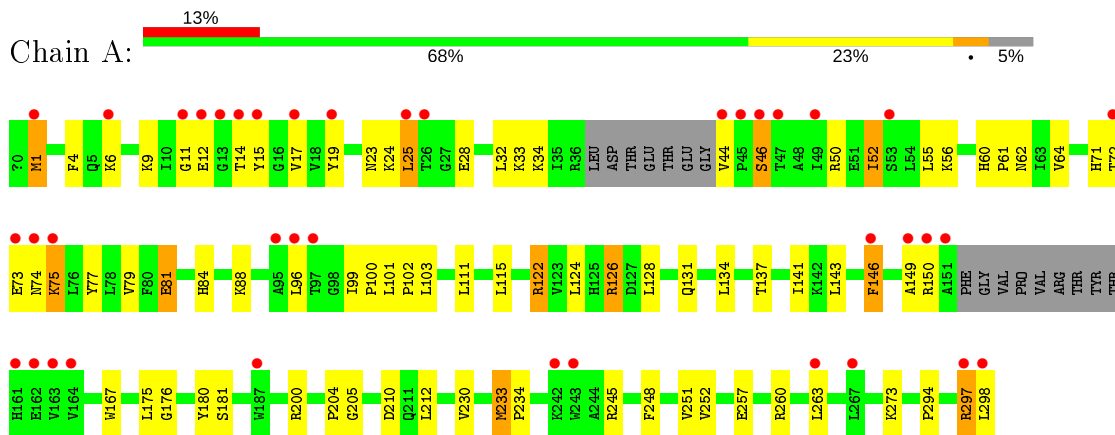 13%
Chain A:
68% 23% • 5%
?0 M1 F4 Q5 K6 K9 I10 G11 E12 G13 T14 Y15 G16 V17 V18 Y19 N23 K24 L25 T26 G27 E28 L32 K33 K34 I35 R36 LEU ASP THR GLU THR GLU GLY V44 P45 S46 T47 A48 I49 R50 E51 I52 S53 L54 L55 K56 H60 P61 N62 I63 V64 H71 T72
E73 N74 K75 L76 Y77 L78 V79 F80 E81 H84 K88 A95 L96 T97 G98 I99 P100 L101 P102 L103 L111 L115 R122 V123 L124 H125 R126 D127 L128 Q131 L134 T137 I141 K142 L143 F146 A149 R150 A151 PHE GLY VAL PRO VAL ARG THR TYR THR
H161 E162 V163 V164 W167 L175 G176 Y180 S181 W187 R200 P204 G205 D210 Q211 L212 V230 M233 P234 K242 W243 A244 R245 F248 V251 V252 E257 R260 L263 L267 K273 P294 R297 L298